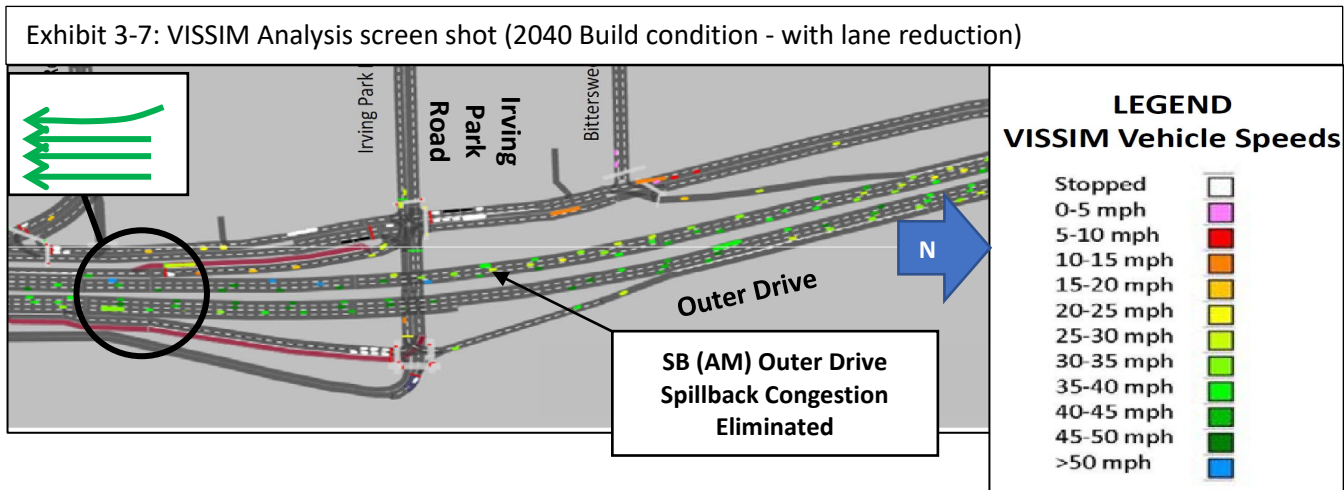 Exhibit 3-7: VISSIM Analysis screen shot (2040 Build condition - with lane reduction)
Irving Park
Irving
Park
Road
Bitterswe
N
Outer Drive
SB (AM) Outer Drive
Spillback Congestion
Eliminated
LEGEND
VISSIM Vehicle Speeds
Stopped
0-5 mph
5-10 mph
10-15 mph
15-20 mph
20-25 mph
25-30 mph
30-35 mph
35-40 mph
40-45 mph
45-50 mph
>50 mph